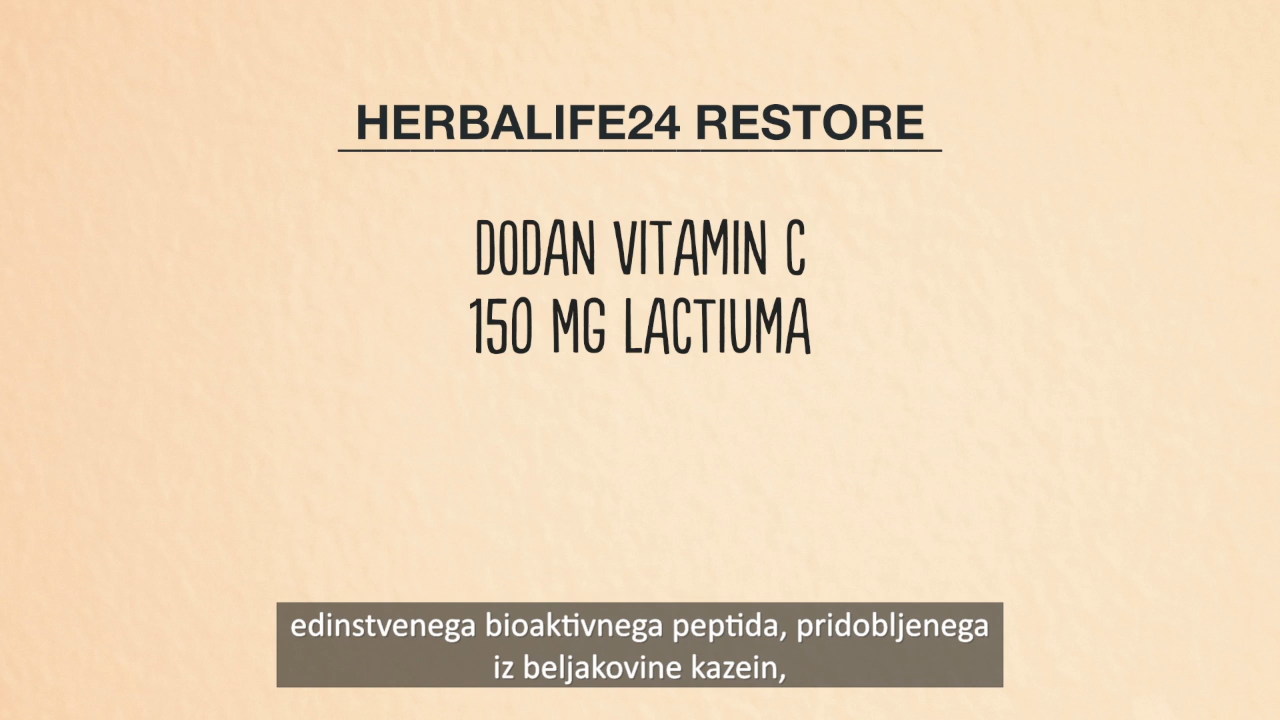 HERBALIFE24 RESTORE
DODAN VITAMIN C
150 MG LACTIUMA
edinstvenega bioaktivnega peptida, pridobljenega
iz beljakovine kazein,